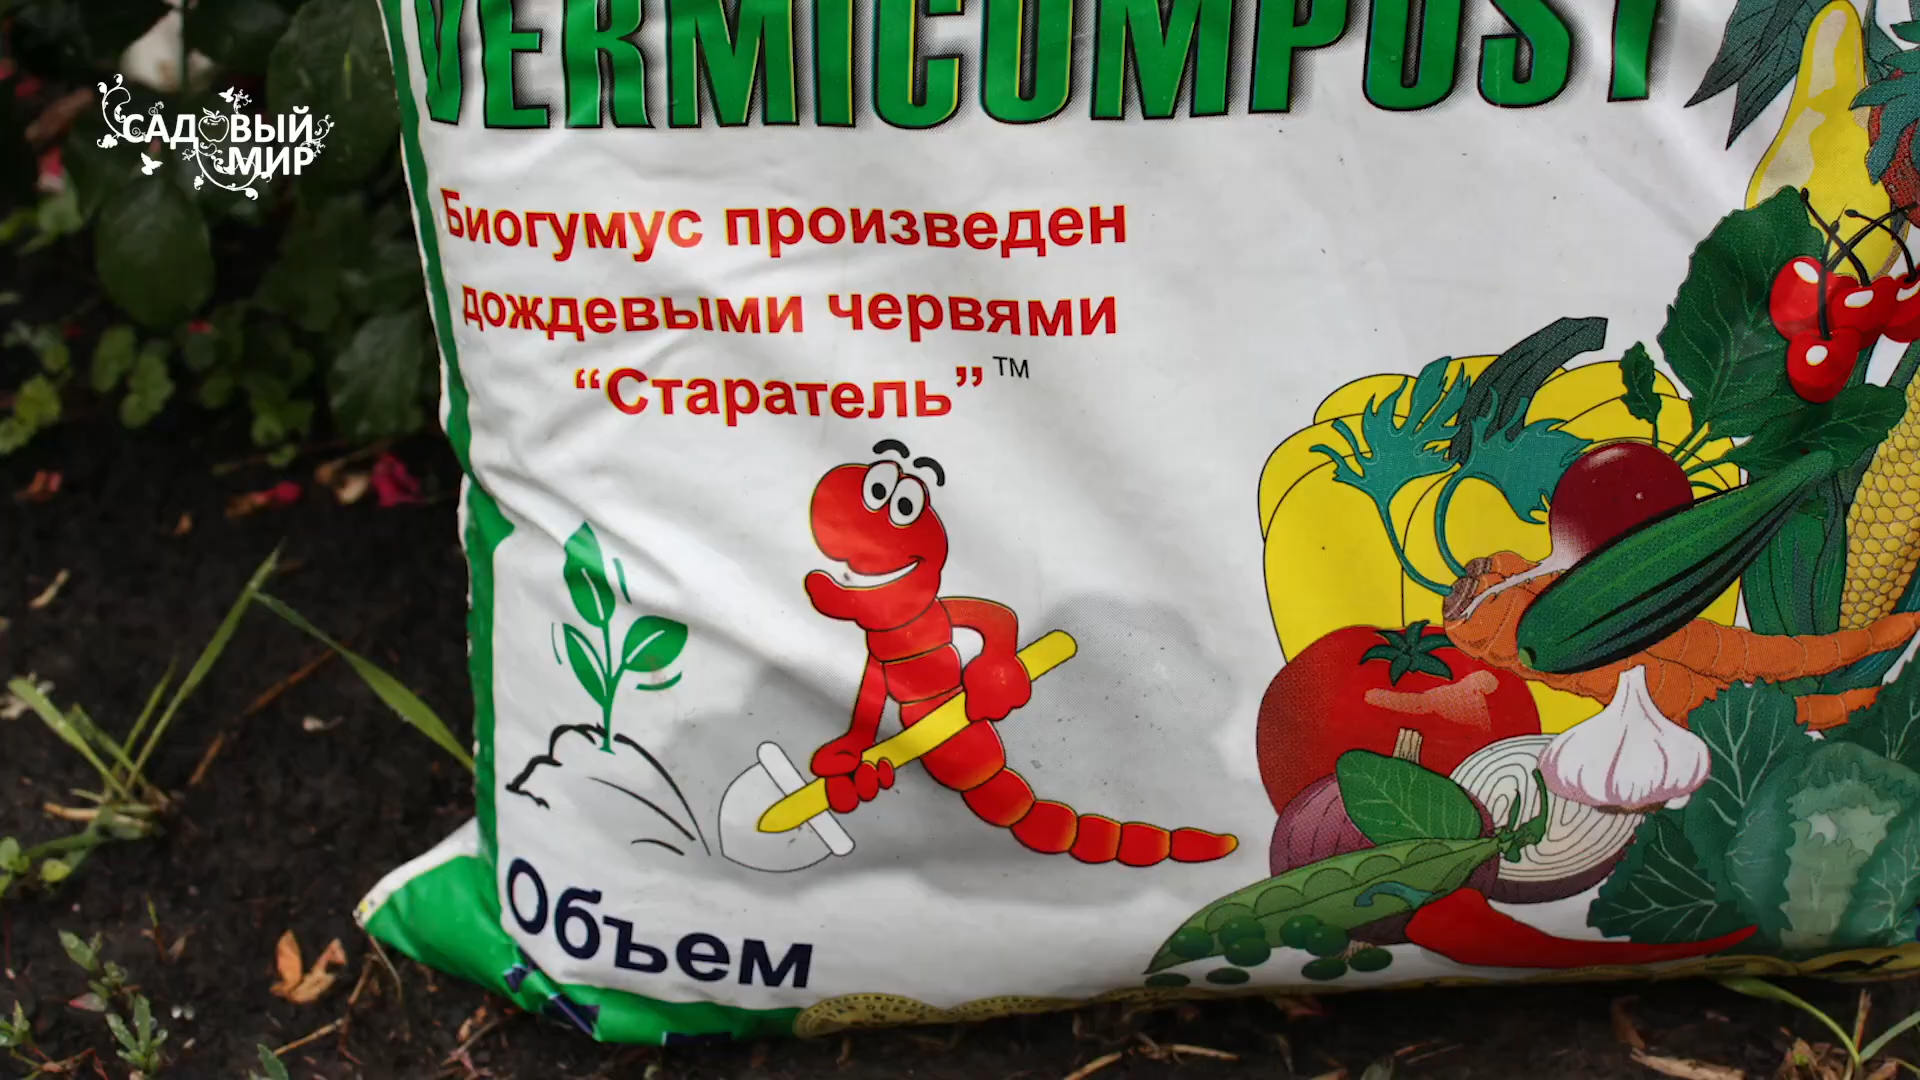 VERMICOMPOST
САДОВЫЙ
МИР
Биогумус произведен
дождевыми червями
“Старатель”™
Объем